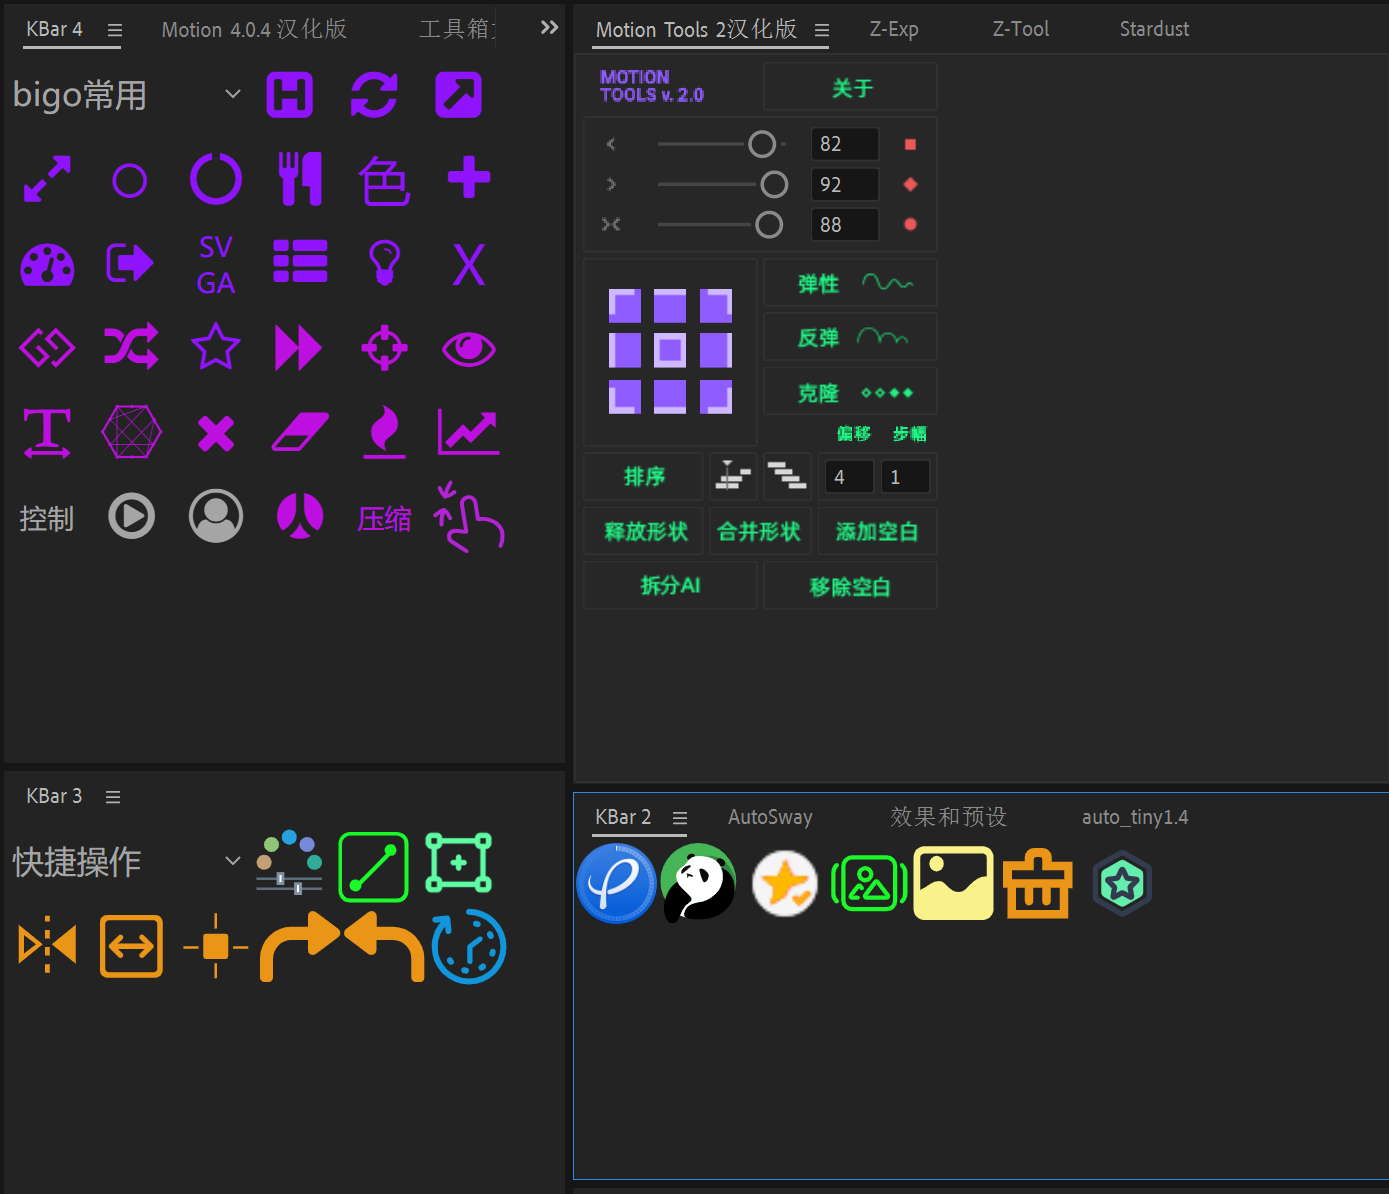 KBar 4
Motion 4.0.4 汉化版
工具箱
bigo常用
色
SV
GA
X
T
控制
压缩
Motion Tools 2汉化版
Z-Exp
Z-Tool
Stardust
MOTION
TOOLS v. 2.0
关于
82
92
88
弹性
反弹
克隆
偏移 步幅
排序
4
1
释放形状
合并形状
添加空白
拆分AI
移除空白
KBar 3
快捷操作
KBar 2
AutoSway
效果和预设
auto_tiny1.4